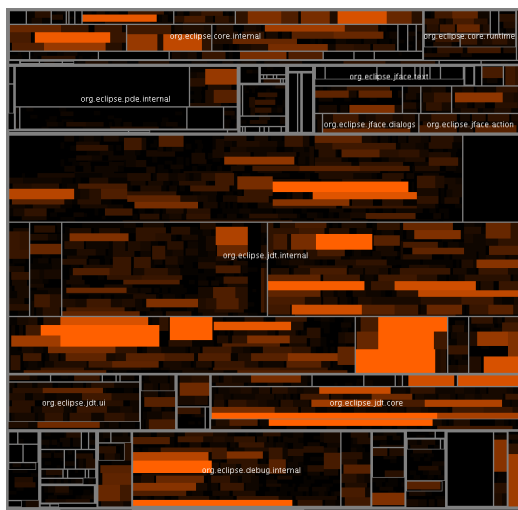 org.eclipse.core.internal
org.eclipse.core.runtime
org.eclipse.jface.text
org.eclipse.pde.internal
org.eclipse.jface.dialogs
org.eclipse.jface.action
org.eclipse.jdt.internal
org.eclipse.jdt.ui
org.eclipse.jdt.core
org.eclipse.debug.internal